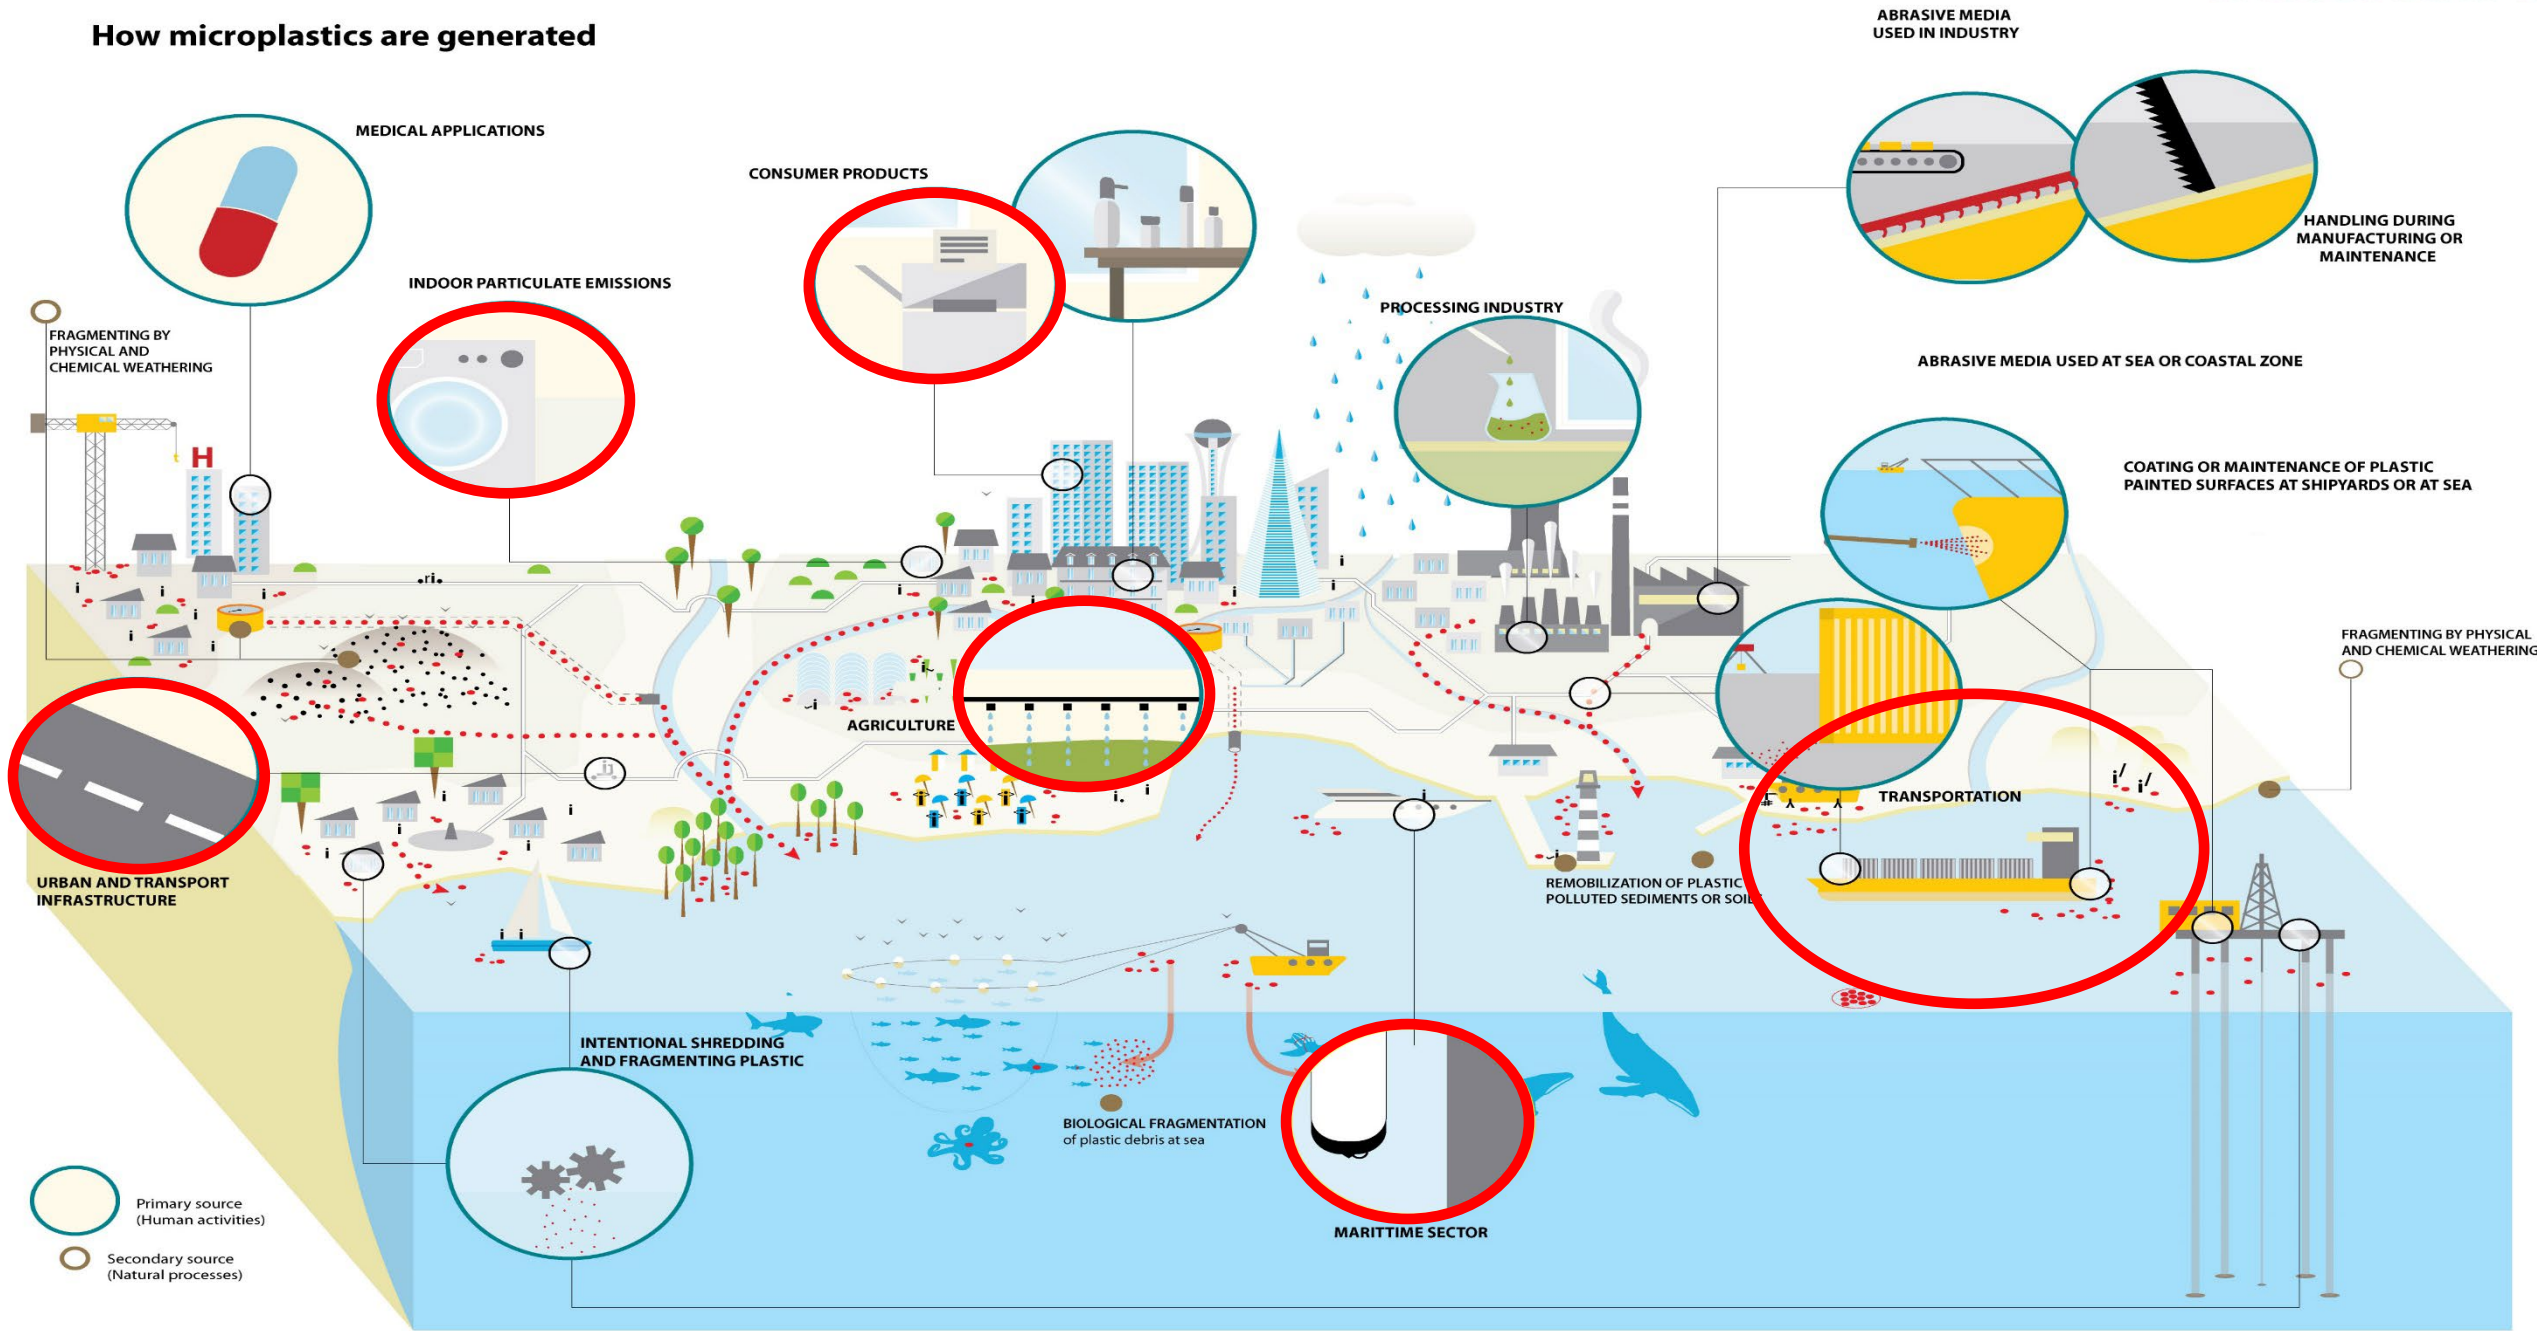 How microplastics are generated
ABRASIVE MEDIA
USED IN INDUSTRY
MEDICAL APPLICATIONS
CONSUMER PRODUCTS
HANDLING DURING
MANUFACTURING OR
MAINTENANCE
INDOOR PARTICULATE EMISSIONS
PROCESSING INDUSTRY
FRAGMENTING BY
PHYSICAL AND
CHEMICAL WEATHERING
ABRASIVE MEDIA USED AT SEA OR COASTAL ZONE
H
COATING OR MAINTENANCE OF PLASTIC
PAINTED SURFACES AT SHIPYARDS OR AT SEA
FRAGMENTING BY PHYSICAL
AND CHEMICAL WEATHERING
AGRICULTURE
TRANSPORTATION
URBAN AND TRANSPORT
INFRASTRUCTURE
REMOBILIZATION OF PLASTIC
POLLUTED SEDIMENTS OR SOIL
INTENTIONAL SHREDDING
AND FRAGMENTING PLASTIC
BIOLOGICAL FRAGMENTATION
of plastic debris at sea
MARITTIME SECTOR
Primary source
(Human activities)
Secondary source
(Natural processes)